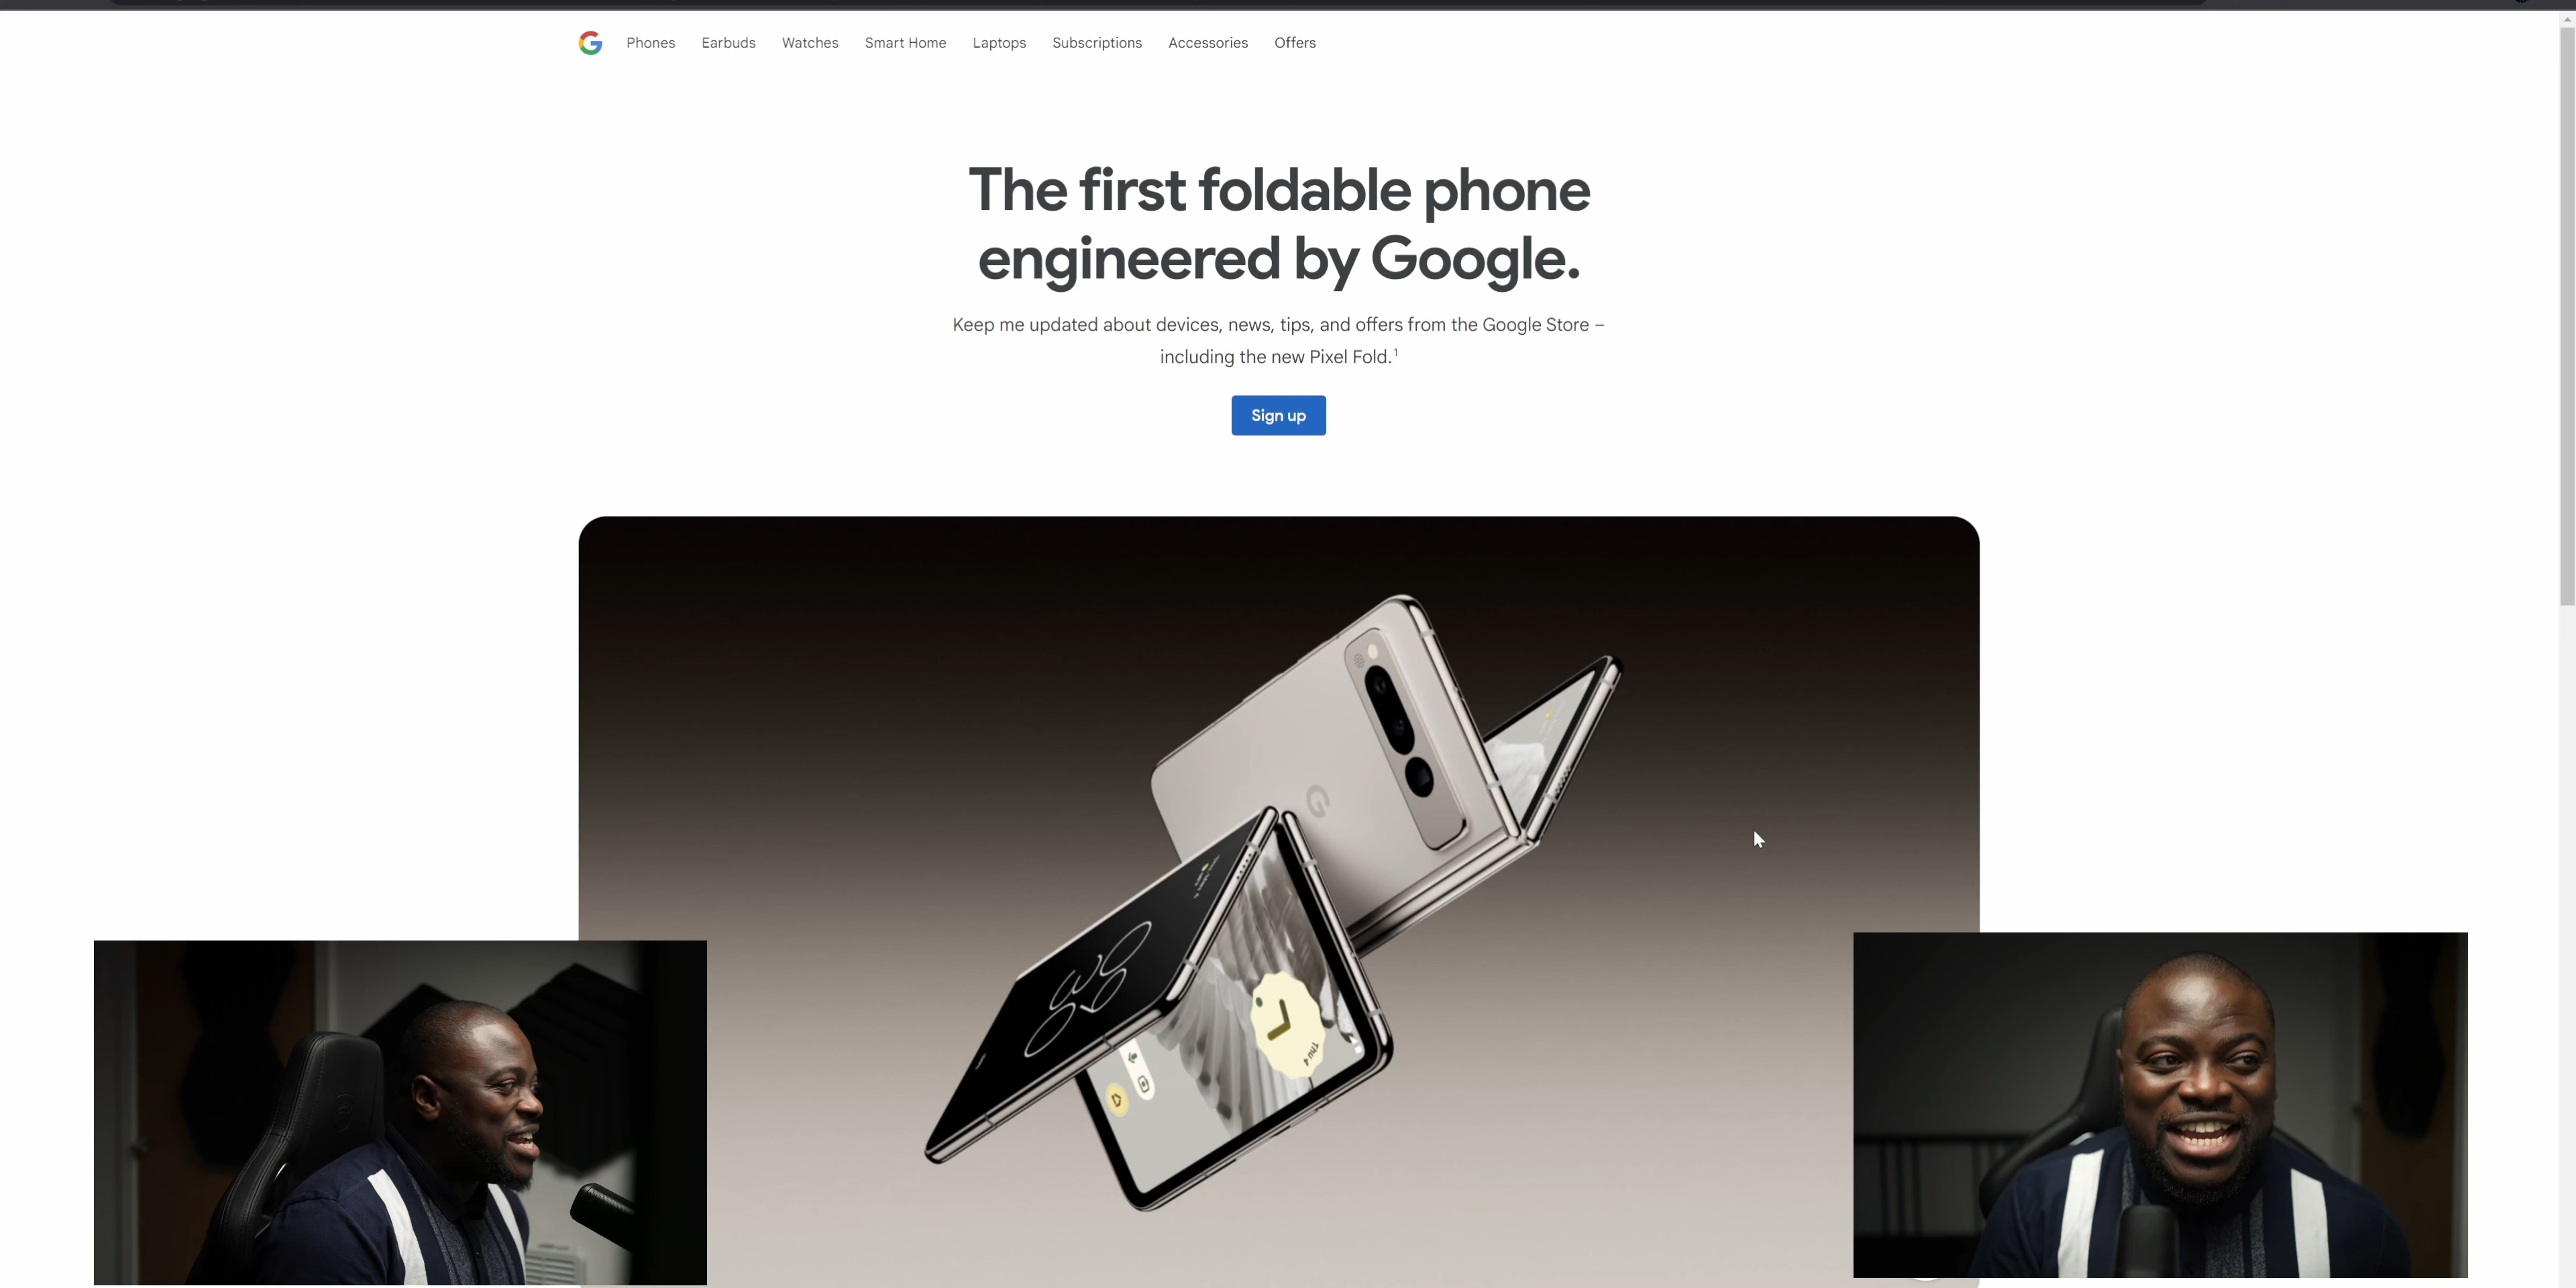 Phones Earbuds Watches Smart Home Laptops Subscriptions Accessories Offers
The first foldable phone
engineered by Google.
Keep me updated about devices, news, tips, and offers from the Google Store –
including the new Pixel Fold.¹
Sign up